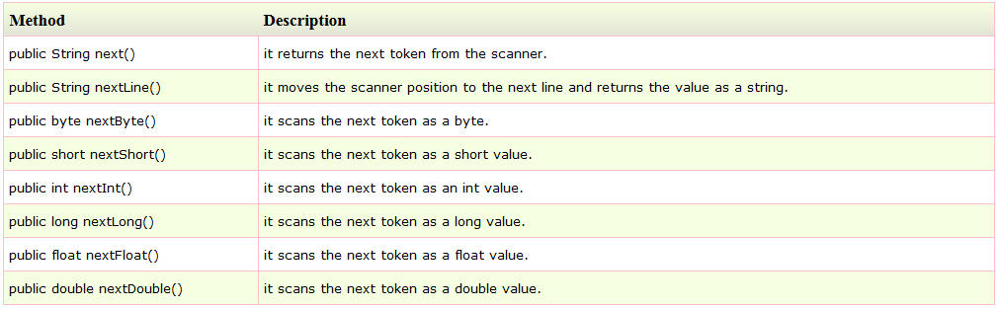 Method Description
public String next() it returns the next token from the scanner.
public String nextLine() it moves the scanner position to the next line and returns the value as a string.
public byte nextByte() it scans the next token as a byte.
public short nextShort() it scans the next token as a short value.
public int nextInt() it scans the next token as an int value.
public long nextLong() it scans the next token as a long value.
public float nextFloat() it scans the next token as a float value.
public double nextDouble() it scans the next token as a double value.